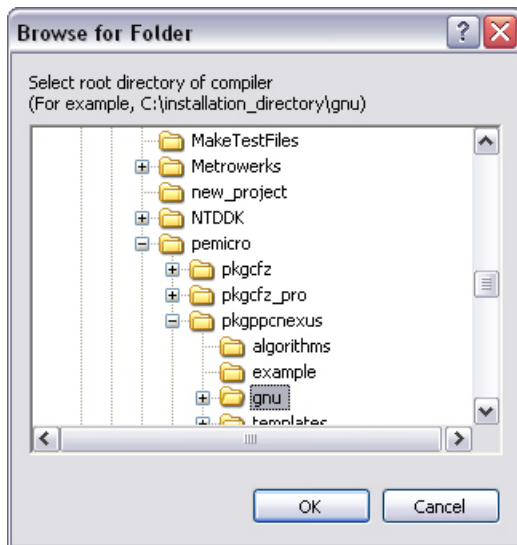 Browse for Folder
Select root directory of compiler
(For example, C:\installation_directory\gnu)
MakeTestFiles
Metrowerks
new_project
NTDDK
pemicro
pkgcfz
pkgcfz_pro
pkgppcnexus
algorithms
example
gnu
templates
OK
Cancel